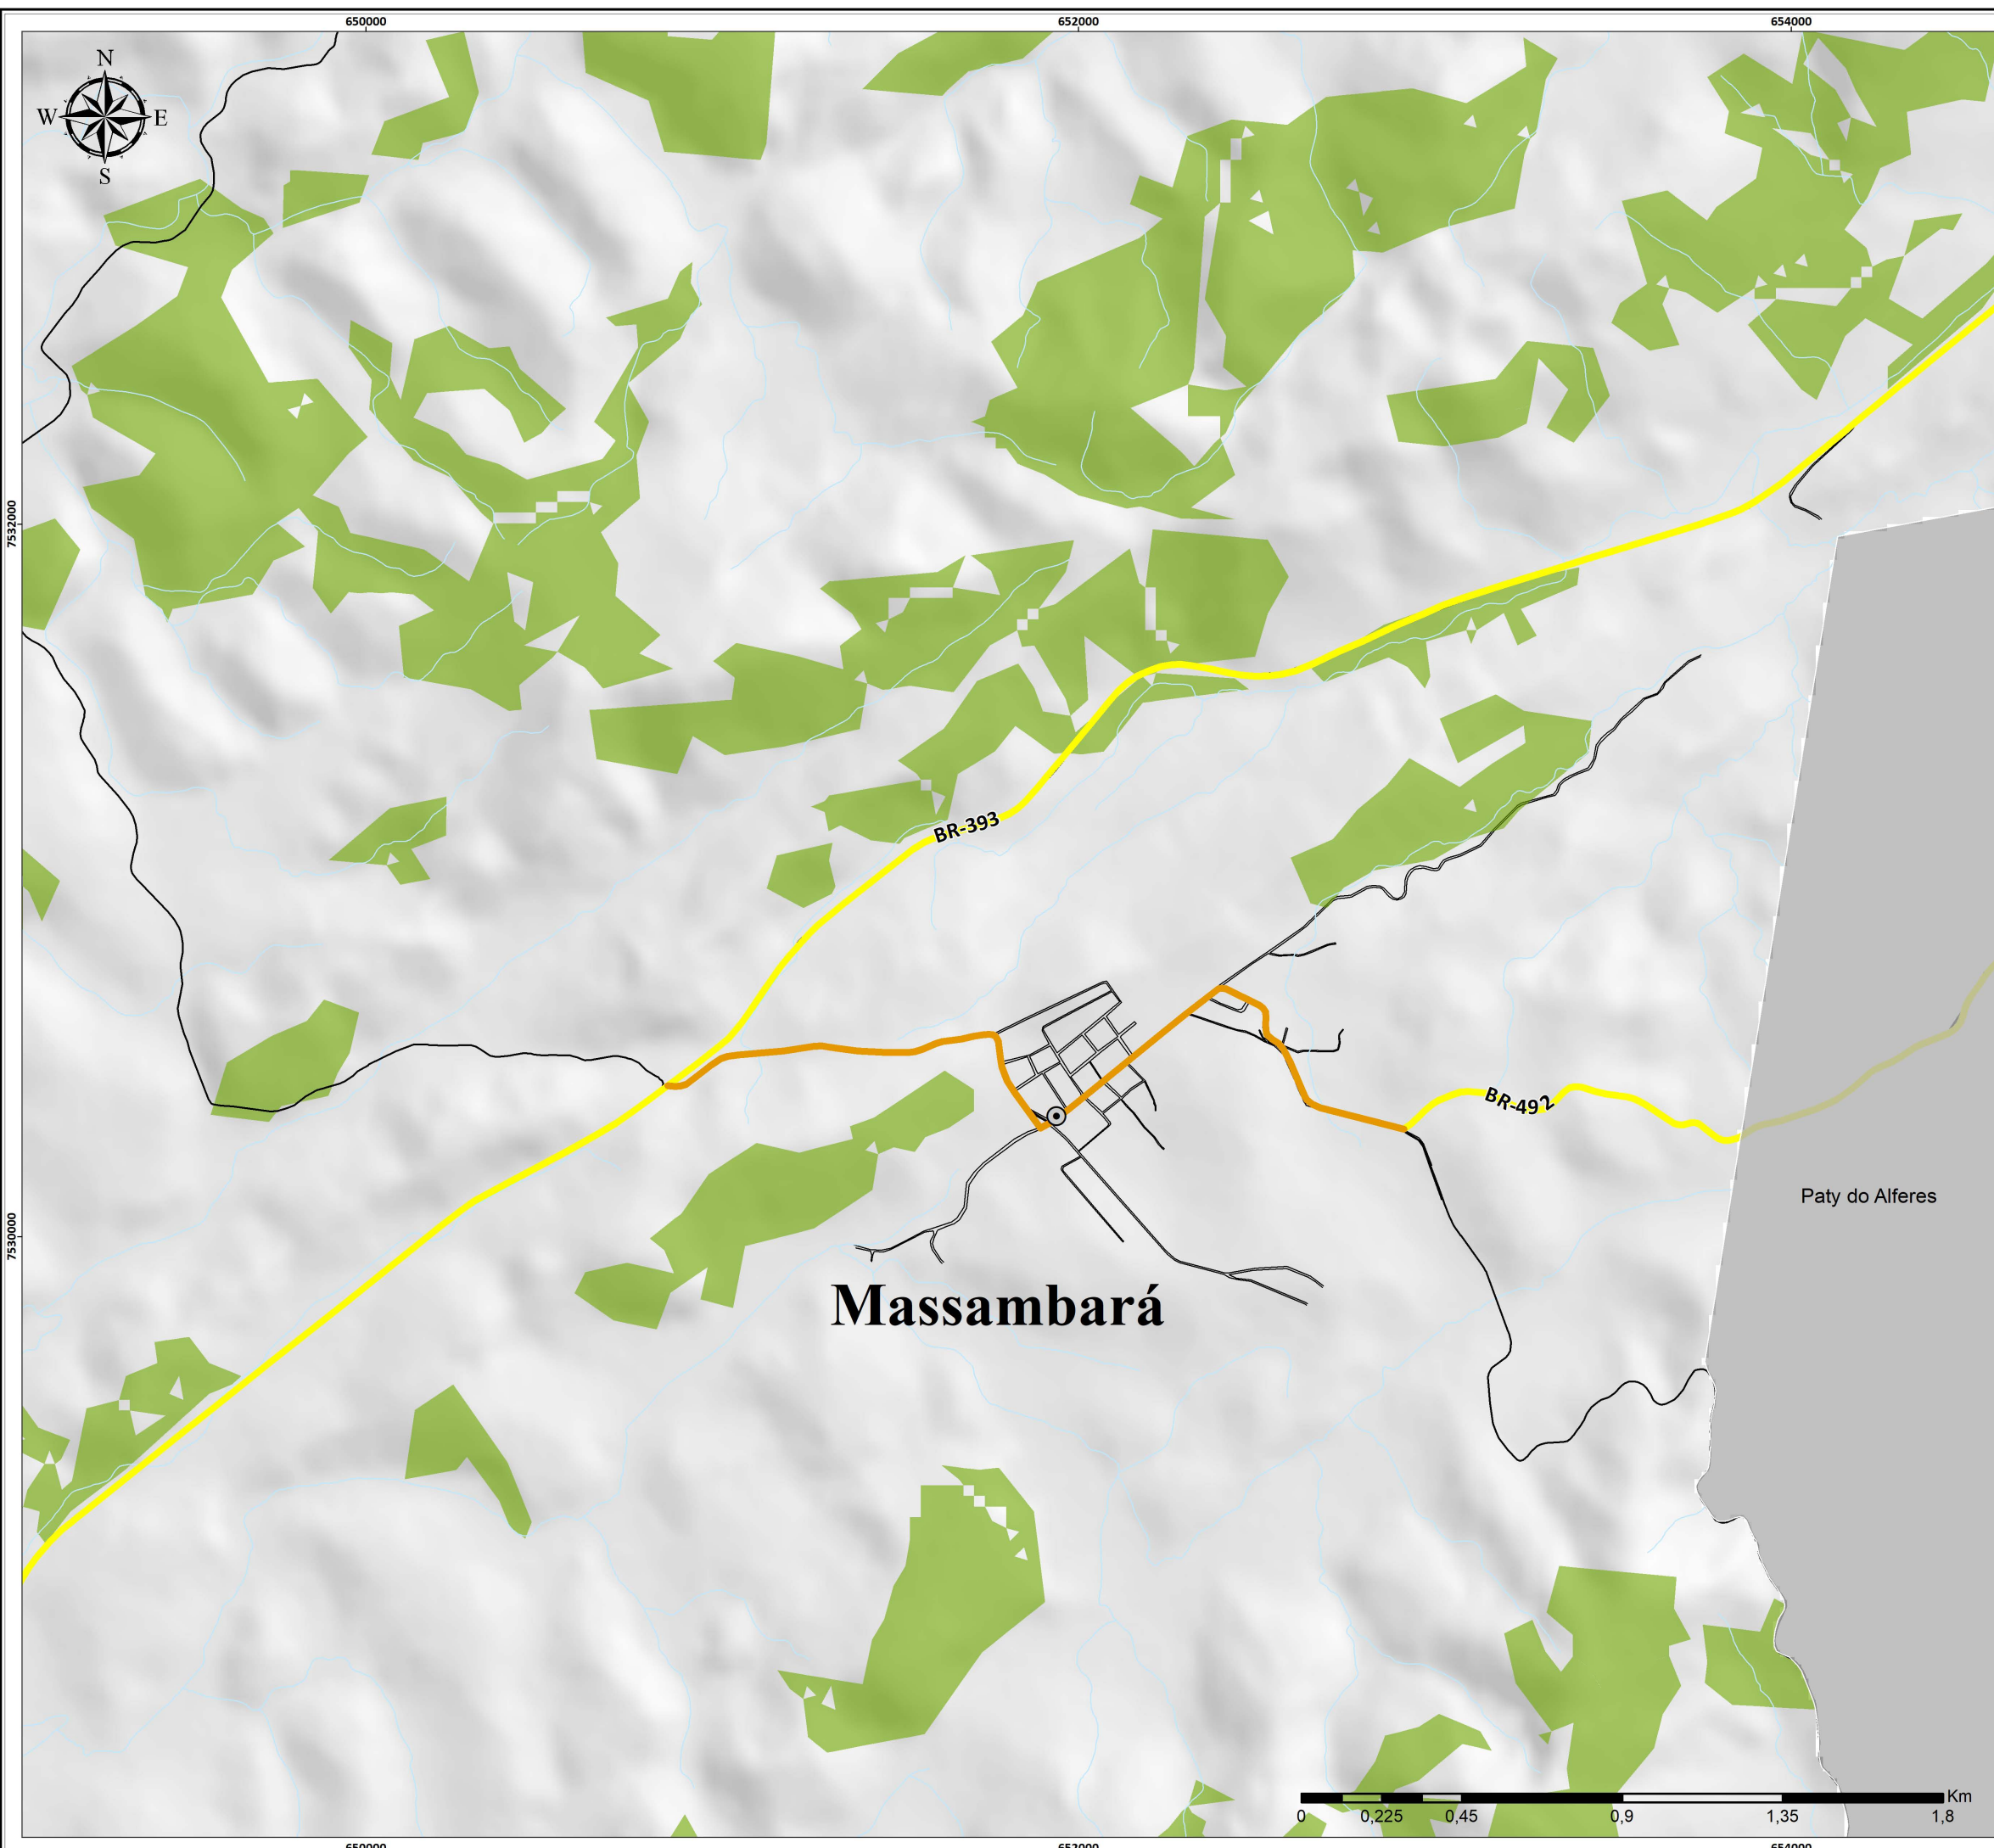 650000 652000 654000
N
W E
S
7532000
BR-393
BR-492
Paty do Alferes
7530000
Massambará
Km
0 0,225 0,45 0,9 1,35 1,8
650000 652000 654000